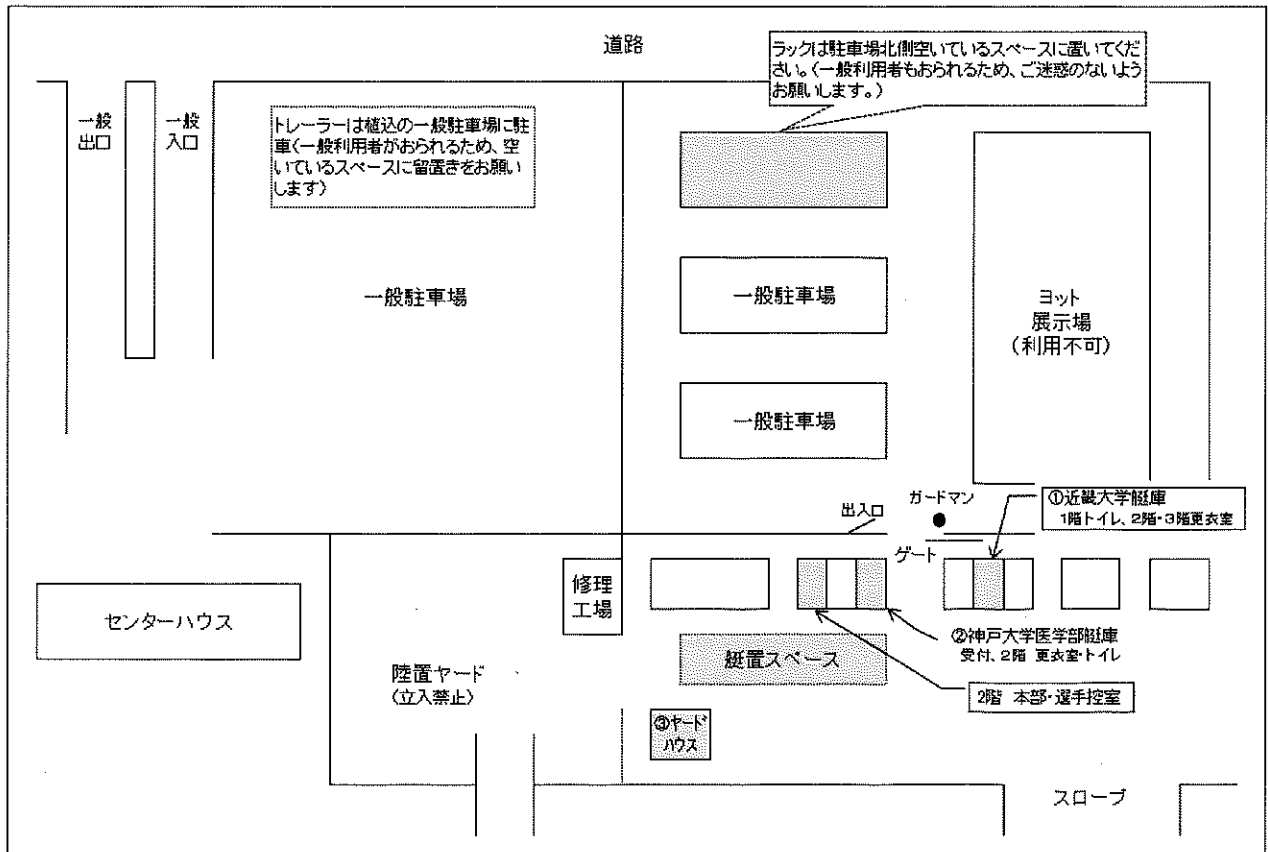 道路
ラックは駐車場北側空いているスペースに置いてくだ
さい。(一般利用者もおられるため、ご迷惑のないよう
お願いします。)
一般
出口
一般
入口
トレーラーは植込の一般駐車場に駐
車(一般利用者がおられるため、空
いているスペースに留置きをお願い
します)
一般駐車場
一般駐車場
ヨット
展示場
(利用不可)
一般駐車場
ガードマン
出入口
①近畿大学艇庫
1階トイレ、2階・3階更衣室
ゲート
修理
工場
センターハウス
②神戸大学医学部艇庫
受付、2階 更衣室・トイレ
艇置スペース
陸置ヤード
(立入禁止)
2階 本部・選手控室
③ヤード
ハウス
スロープ